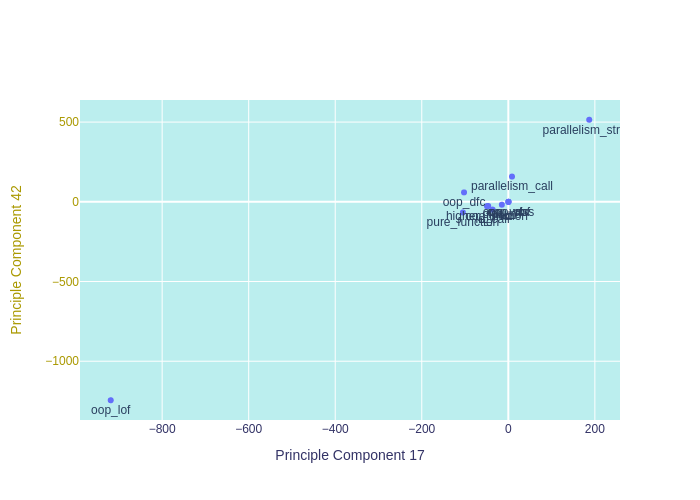 500
parallelism_str
parallelism_call
0
oop_dfc
pure_function
−500
Principle Component 42
−1000
oop_lof
−800
−600
−400
−200
0
200
Principle Component 17